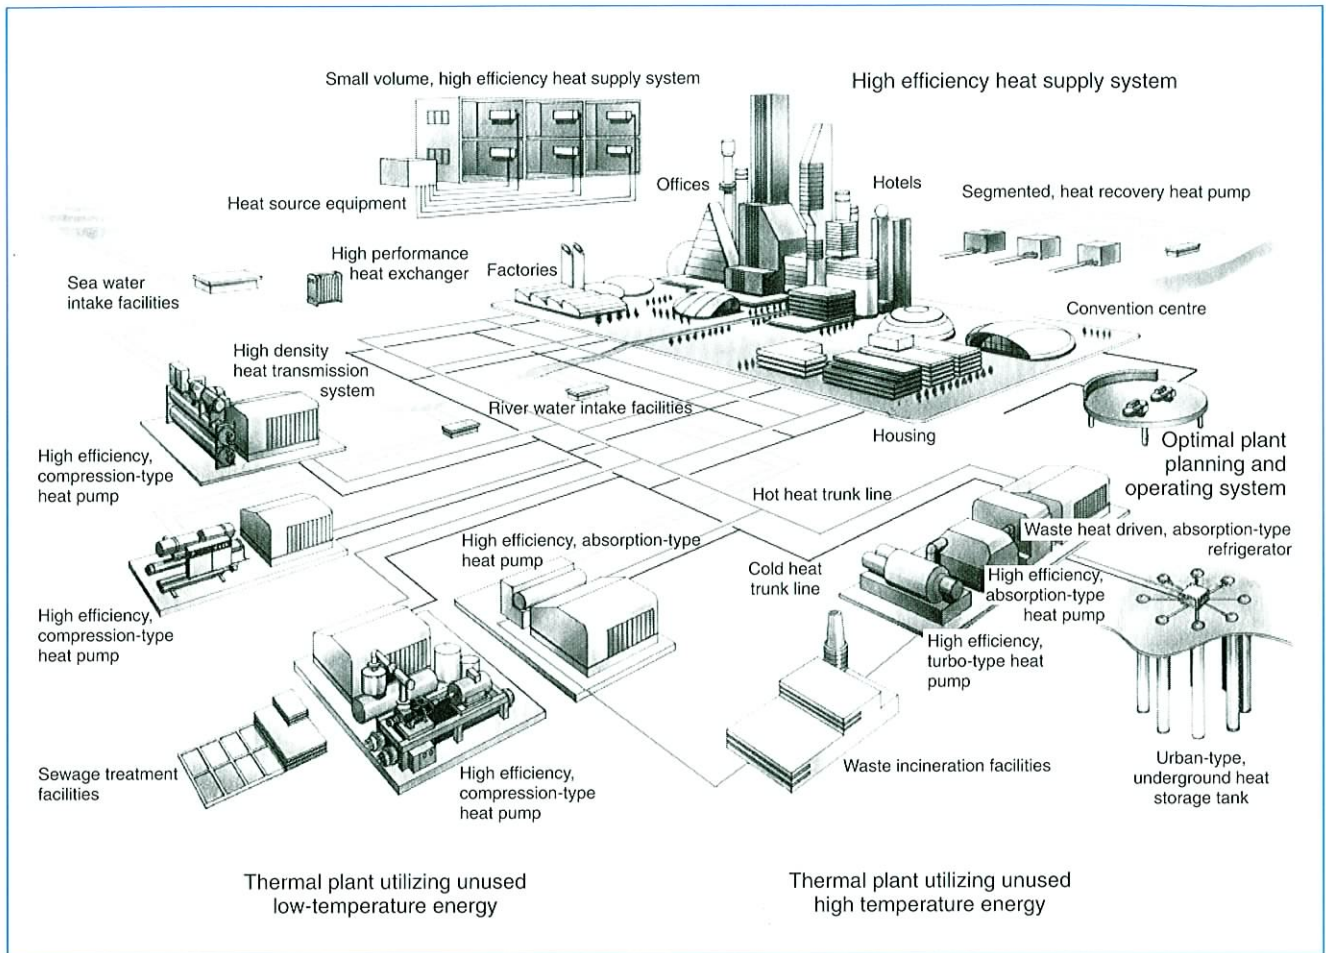 Small volume, high efficiency heat supply system
High efficiency heat supply system
Offices
Hotels
Heat source equipment
Segmented, heat recovery heat pump
High performance
heat exchanger
Factories
Sea water
intake facilities
Convention centre
High density
heat transmission
system
River water intake facilities
Housing
Optimal plant
planning and
operating system
High efficiency,
compression-type
heat pump
Hot heat trunk line
Waste heat driven, absorption-type
refrigerator
High efficiency, absorption-type
heat pump
Cold heat
trunk line
High efficiency,
absorption-type
heat pump
High efficiency,
compression-type
heat pump
High efficiency,
turbo-type heat
pump
Sewage treatment
facilities
High efficiency,
compression-type
heat pump
Waste incineration facilities
Urban-type,
underground heat
storage tank
Thermal plant utilizing unused
low-temperature energy
Thermal plant utilizing unused
high temperature energy